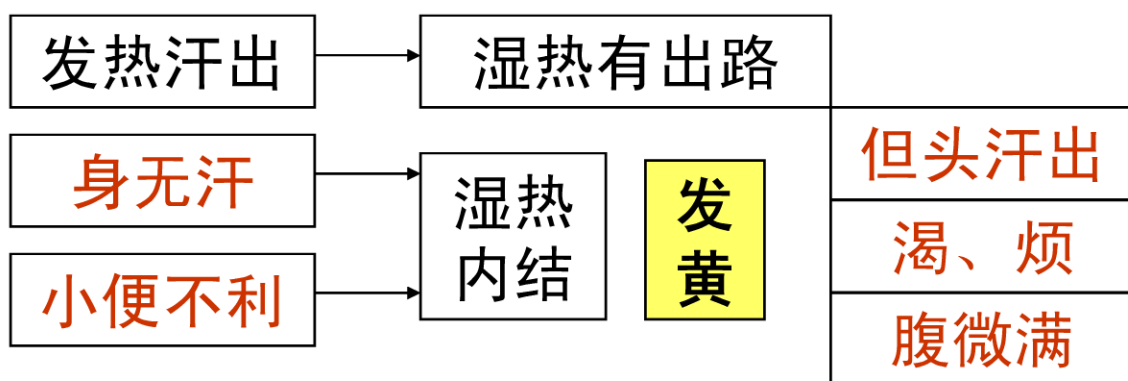 发热汗出
湿热有出路
身无汗
小便不利
湿热
内结
发
黄
但头汗出
渴、烦
腹微满